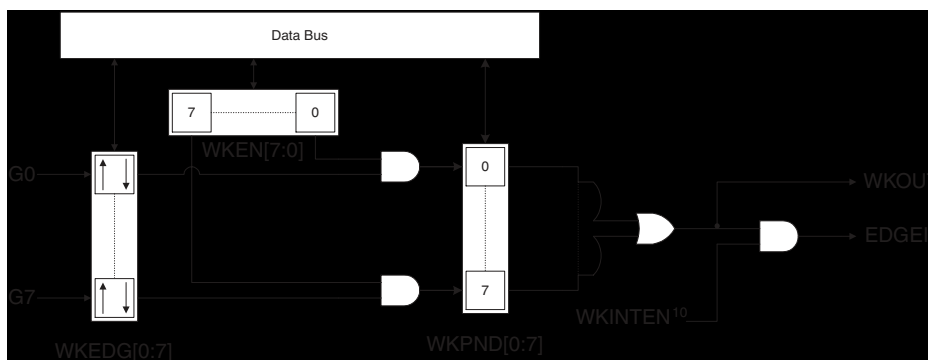 Data Bus
7 0
WKEN[7:0]
G0
0
WKOUT
EDGEI
G7
7
WKINTEN10
WKEDG[0:7]
WKPND[0:7]